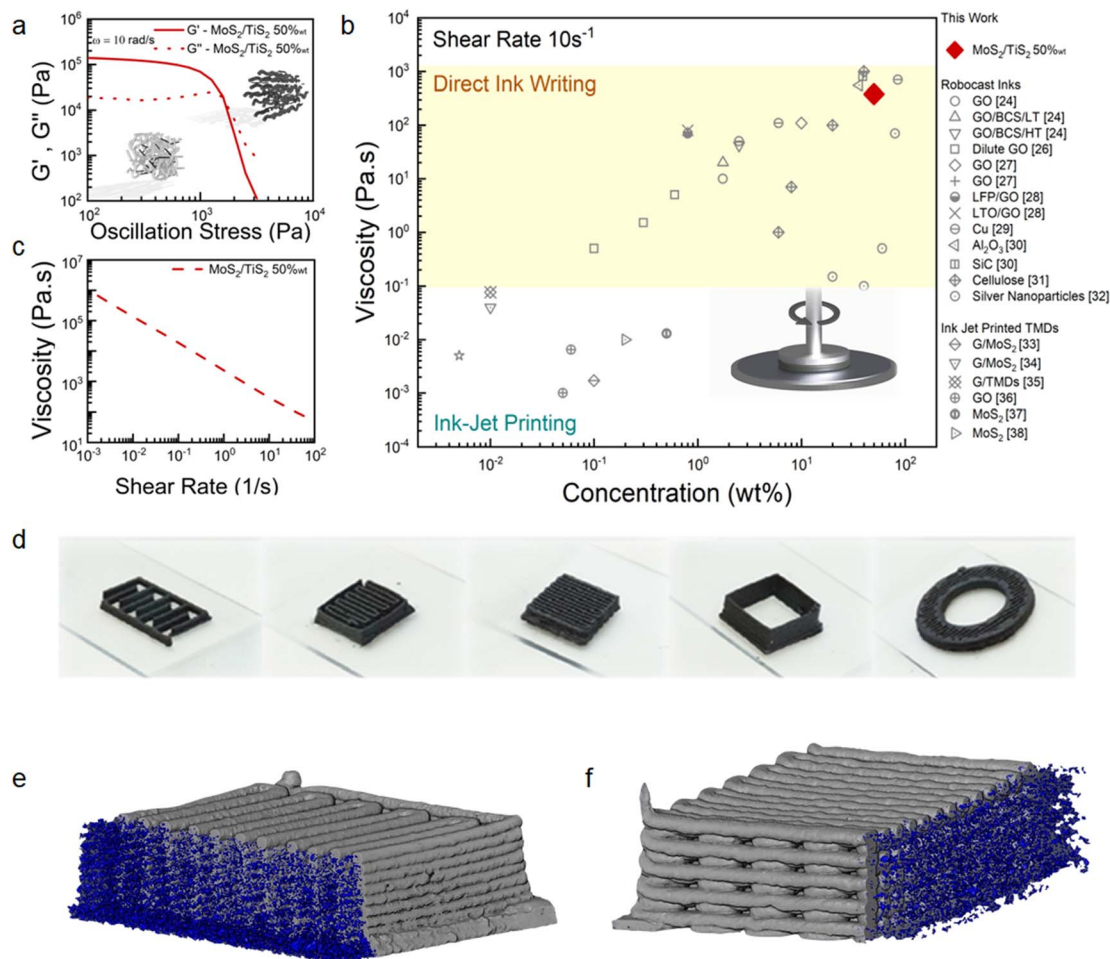 a
10⁶
10⁵
10⁴
10³
10²
G', G" (Pa)
ω = 10 rad/s
G' - MoS₂/TiS₂ 50%wt
G" - MoS₂/TiS₂ 50%wt
10² 10³ 10⁴
Oscillation Stress (Pa)
c
10⁷
10⁵
10³
10¹
Viscosity (Pa.s)
MoS₂/TiS₂ 50%wt
10⁻³ 10⁻² 10⁻¹ 10⁰ 10¹ 10²
Shear Rate (1/s)
b
10⁵
10⁴
10³
10²
10¹
10⁰
10⁻¹
10⁻²
10⁻³
10⁻⁴
Viscosity (Pa.s)
Shear Rate 10s⁻¹
Direct Ink Writing
Ink-Jet Printing
10⁻² 10⁻¹ 10⁰ 10¹ 10²
Concentration (wt%)
This Work
MoS₂/TiS₂ 50%wt
Robocast Inks
GO [24]
GO/BCS/LT [24]
GO/BCS/HT [24]
Dilute GO [26]
GO [27]
GO [27]
LFP/GO [28]
LTO/GO [28]
Cu [29]
Al₂O₃ [30]
SiC [30]
Cellulose [31]
Silver Nanoparticles [32]
Ink Jet Printed TMDs
G/MoS₂ [33]
G/MoS₂ [34]
G/TMDs [35]
GO [36]
MoS₂ [37]
MoS₂ [38]
d
e
f